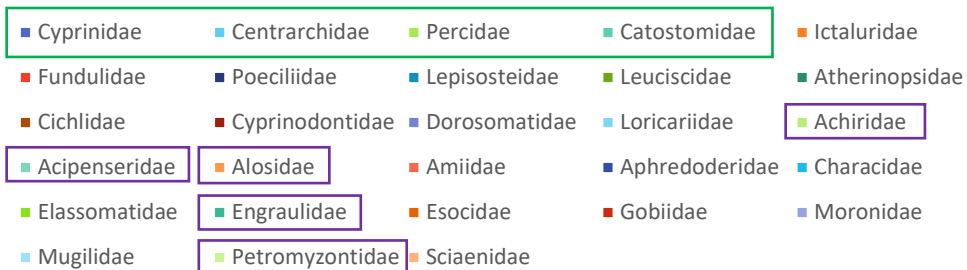 Cyprinidae Centrarchidae Percidae Catostomidae Ictaluridae
Fundulidae Poeciliidae Lepisosteidae Leuciscidae Atherinopsidae
Cichlidae Cyprinodontidae Dorosomatidae Loricariidae Achiridae
Acipenseridae Alosidae Amiidae Aphredoderidae Characidae
Elassomatidae Engraulidae Esocidae Gobiidae Moronidae
Mugilidae Petromyzontidae Sciaenidae